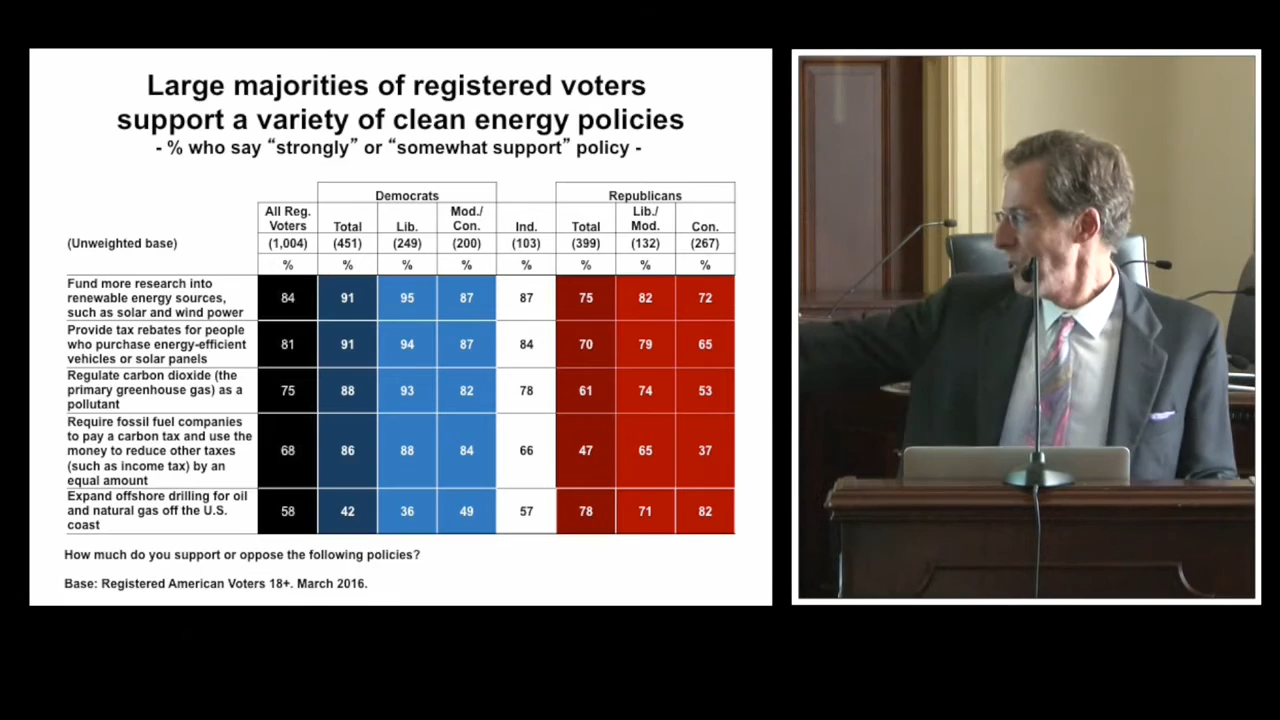 Large majorities of registered voters
support a variety of clean energy policies
- % who say “strongly” or “somewhat support” policy -
Democrats
Republicans
All Reg.
Voters
Total
Lib.
Mod./
Con.
Ind.
Total
Lib./
Mod.
Con.
(Unweighted base) (1,004) (451) (249) (200) (103) (399) (132) (267)
% % % % % % % %
Fund more research into
renewable energy sources,
such as solar and wind power
84 91 95 87 87 75 82 72
Provide tax rebates for people
who purchase energy-efficient
vehicles or solar panels
81 91 94 87 84 70 79 65
Regulate carbon dioxide (the
primary greenhouse gas) as a
pollutant
75 88 93 82 78 61 74 53
Require fossil fuel companies
to pay a carbon tax and use the
money to reduce other taxes
(such as income tax) by an
equal amount
68 86 88 84 66 47 65 37
Expand offshore drilling for oil
and natural gas off the U.S.
coast
58 42 36 49 57 78 71 82
How much do you support or oppose the following policies?
Base: Registered American Voters 18+. March 2016.